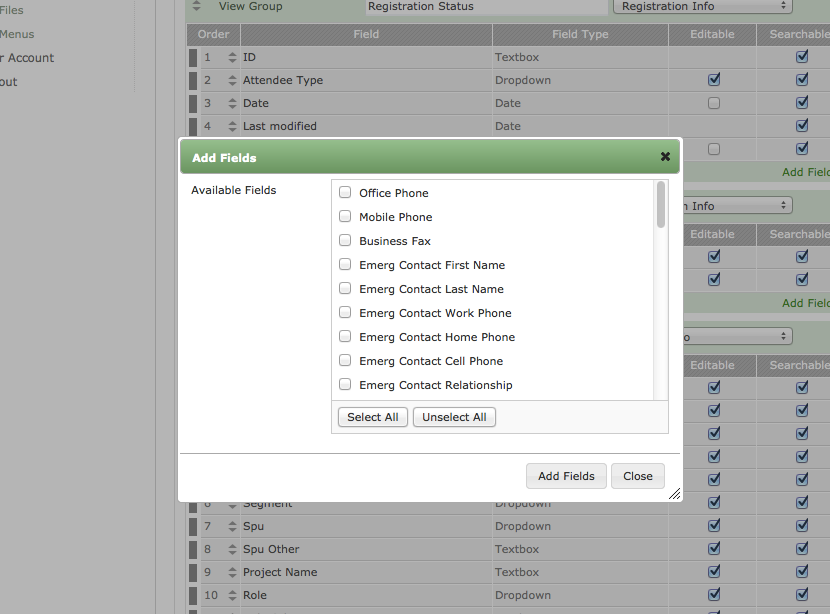 Files
View Group Registration Status Registration Info
Menus
Order Field Field Type Editable Searchable
r Account
1 ID Textbox
out
2 Attendee Type Dropdown
3 Date Date
4 Last modified Date
Add Fields
Add Field
Available Fields
Office Phone
Mobile Phone
Business Fax
Emerg Contact First Name
Emerg Contact Last Name
Emerg Contact Work Phone
Emerg Contact Home Phone
Emerg Contact Cell Phone
Emerg Contact Relationship
Select All Unselect All
Add Fields Close
n Info
Editable Searchable
Add Field
o
Editable Searchable
6 Segment Dropdown
7 Spu Dropdown
8 Spu Other Textbox
9 Project Name Textbox
10 Role Dropdown